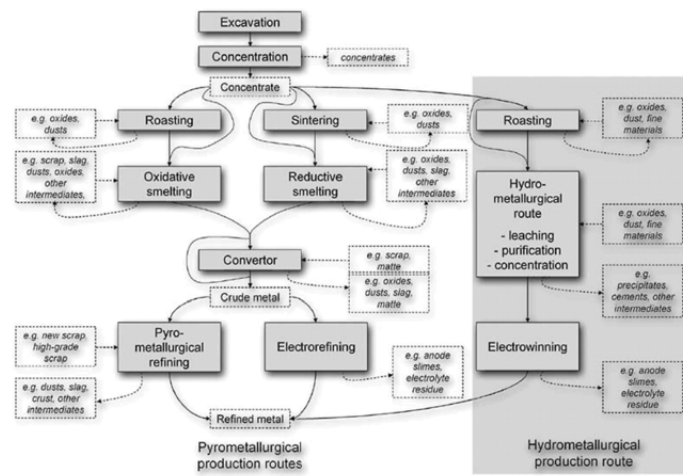 Excavation
Concentration
concentrates
Concentrate
e.g. oxides,
dusts
Roasting
Sintering
e.g. oxides,
dusts
Roasting
e.g. oxides,
dust, fine
materials
e.g. scrap, slag,
dusts, oxides,
other
intermediates
Oxidative
smelting
Reductive
smelting
e.g. oxides,
dusts, slag,
other
intermediates
Hydro-
metallurgical
route
- leaching
- purification
- concentration
e.g. oxides,
dust, fine
materials
Convertor
e.g. scrap,
matte
e.g. oxides,
dusts, slag,
matte
e.g.
precipitates,
cements, other
intermediates
Crude metal
e.g. new scrap,
high-grade
scrap
Pyro-
metallurgical
refining
Electrorefining
Electrowinning
e.g. dusts, slag,
crust, other
intermediates
e.g. anode
slimes,
electrolyte
residue
e.g. anode
slimes,
electrolyte
residue
Refined metal
Pyrometallurgical
production routes
Hydrometallurgical
production route